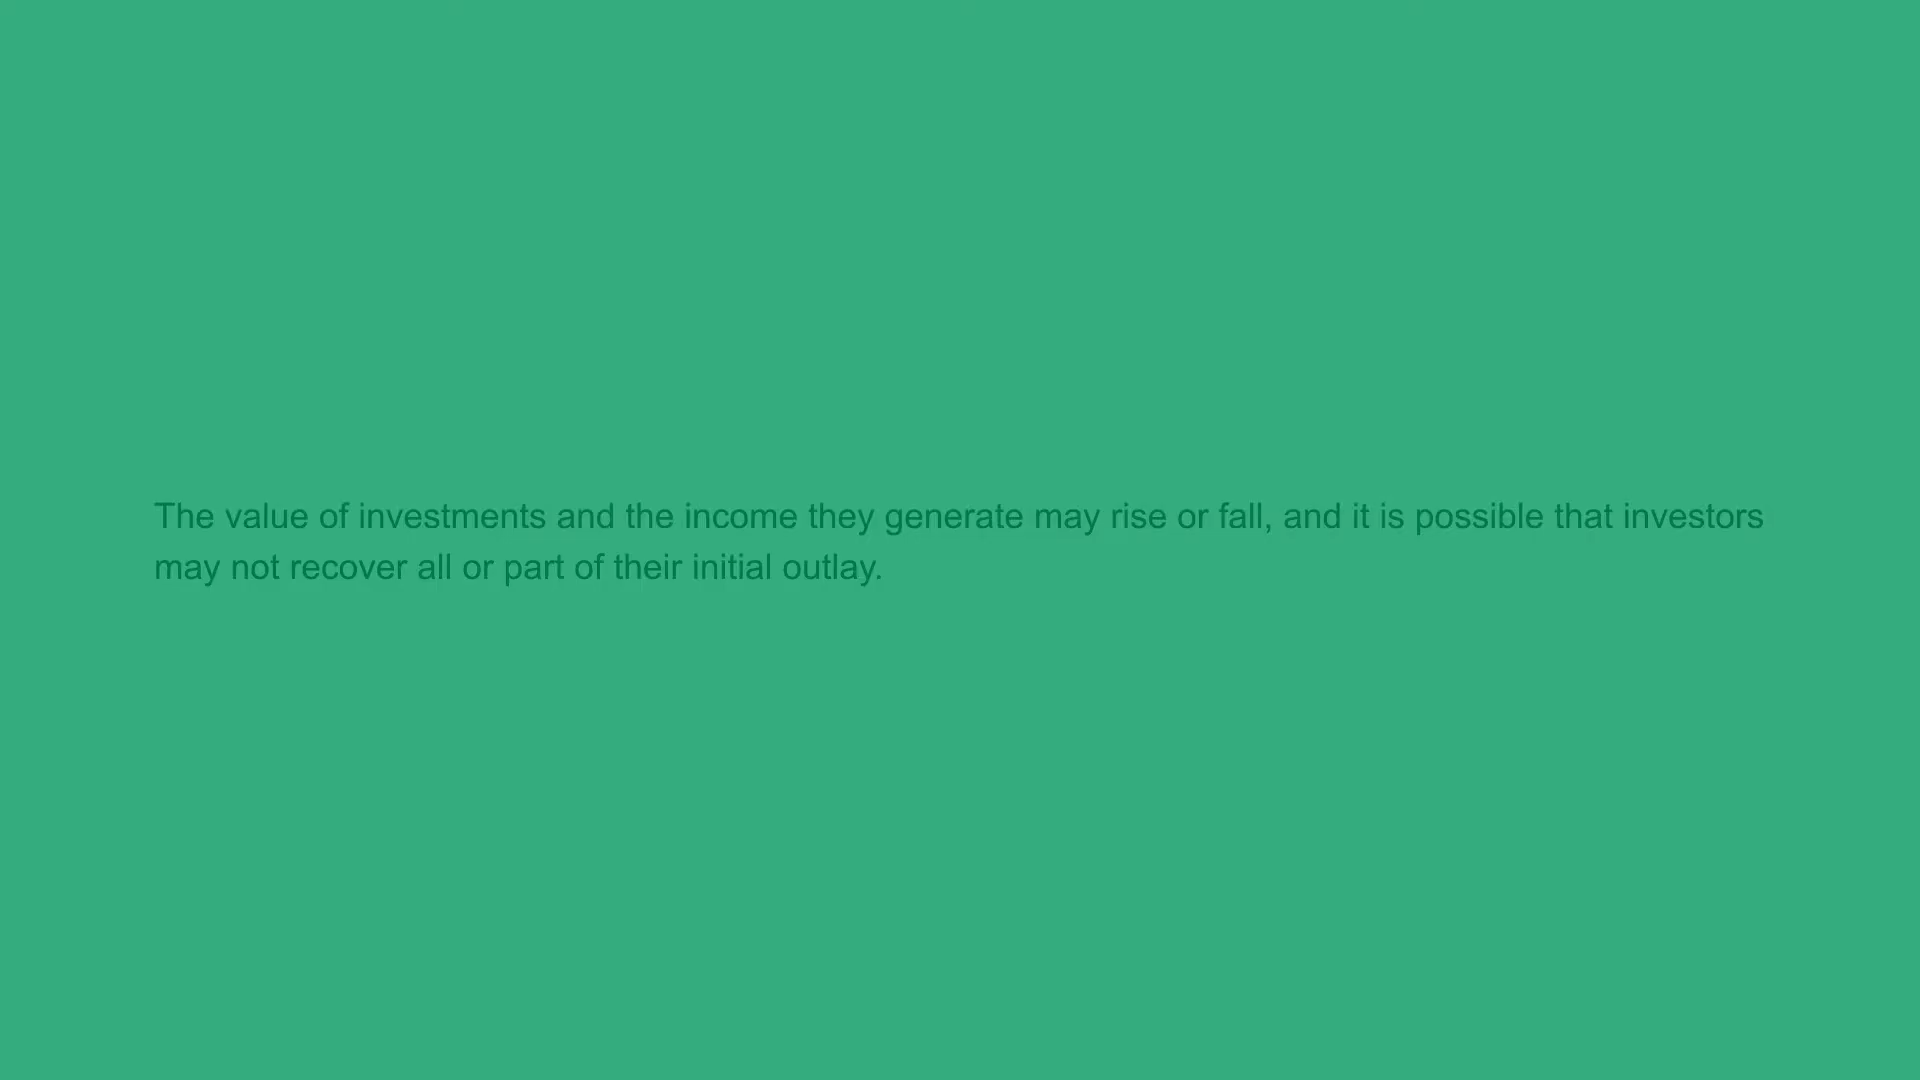 The value of investments and the income they generate may rise or fall, and it is possible that investors
may not recover all or part of their initial outlay.